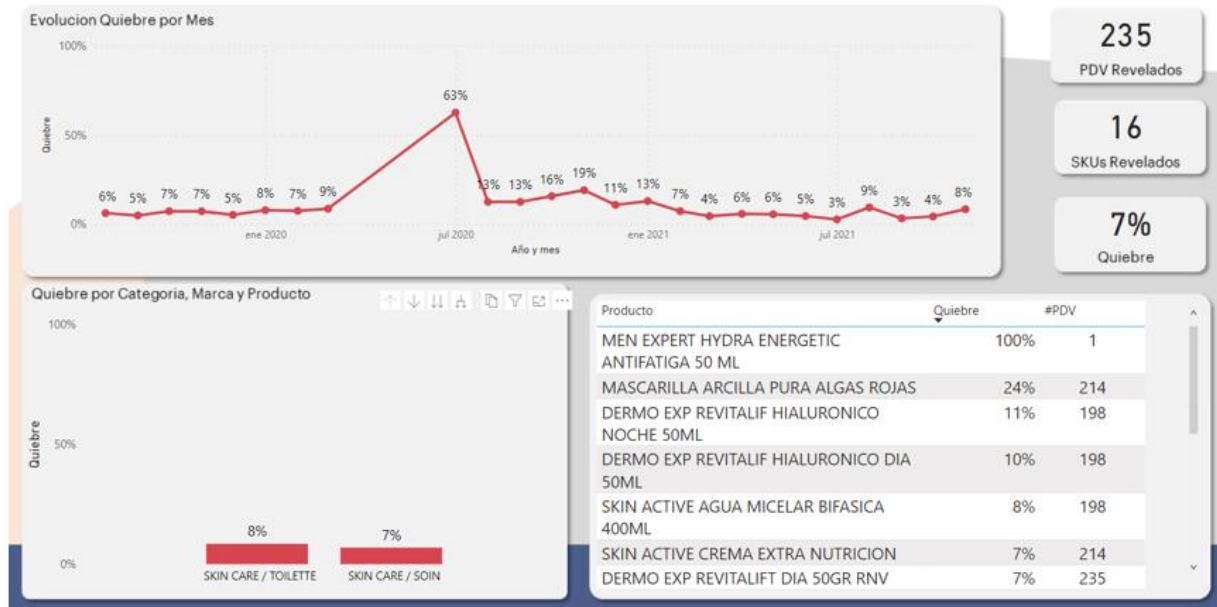 Evolucion Quiebre por Mes
100%
50%
0%
Quiebre
6% 5% 7% 7% 5% 8% 7% 9% 63% 13% 13% 16% 19% 11% 13% 7% 4% 6% 6% 5% 3% 9% 3% 4% 8%
ene 2020 jul 2020 ene 2021 jul 2021
Año y mes
235
PDV Revelados
16
SKUs Revelados
7%
Quiebre
Quiebre por Categoria, Marca y Producto
100%
50%
0%
Quiebre
8% 7%
SKIN CARE / TOILETTE SKIN CARE / SOIN
Producto Quiebre #PDV
MEN EXPERT HYDRA ENERGETIC 100% 1
ANTIFATIGA 50 ML
MASCARILLA ARCILLA PURA ALGAS ROJAS 24% 214
DERMO EXP REVITALIF HIALURONICO 11% 198
NOCHE 50ML
DERMO EXP REVITALIF HIALURONICO DIA 10% 198
50ML
SKIN ACTIVE AGUA MICELAR BIFASICA 8% 198
400ML
SKIN ACTIVE CREMA EXTRA NUTRICION 7% 214
DERMO EXP REVITALIFT DIA 50GR RNV 7% 235